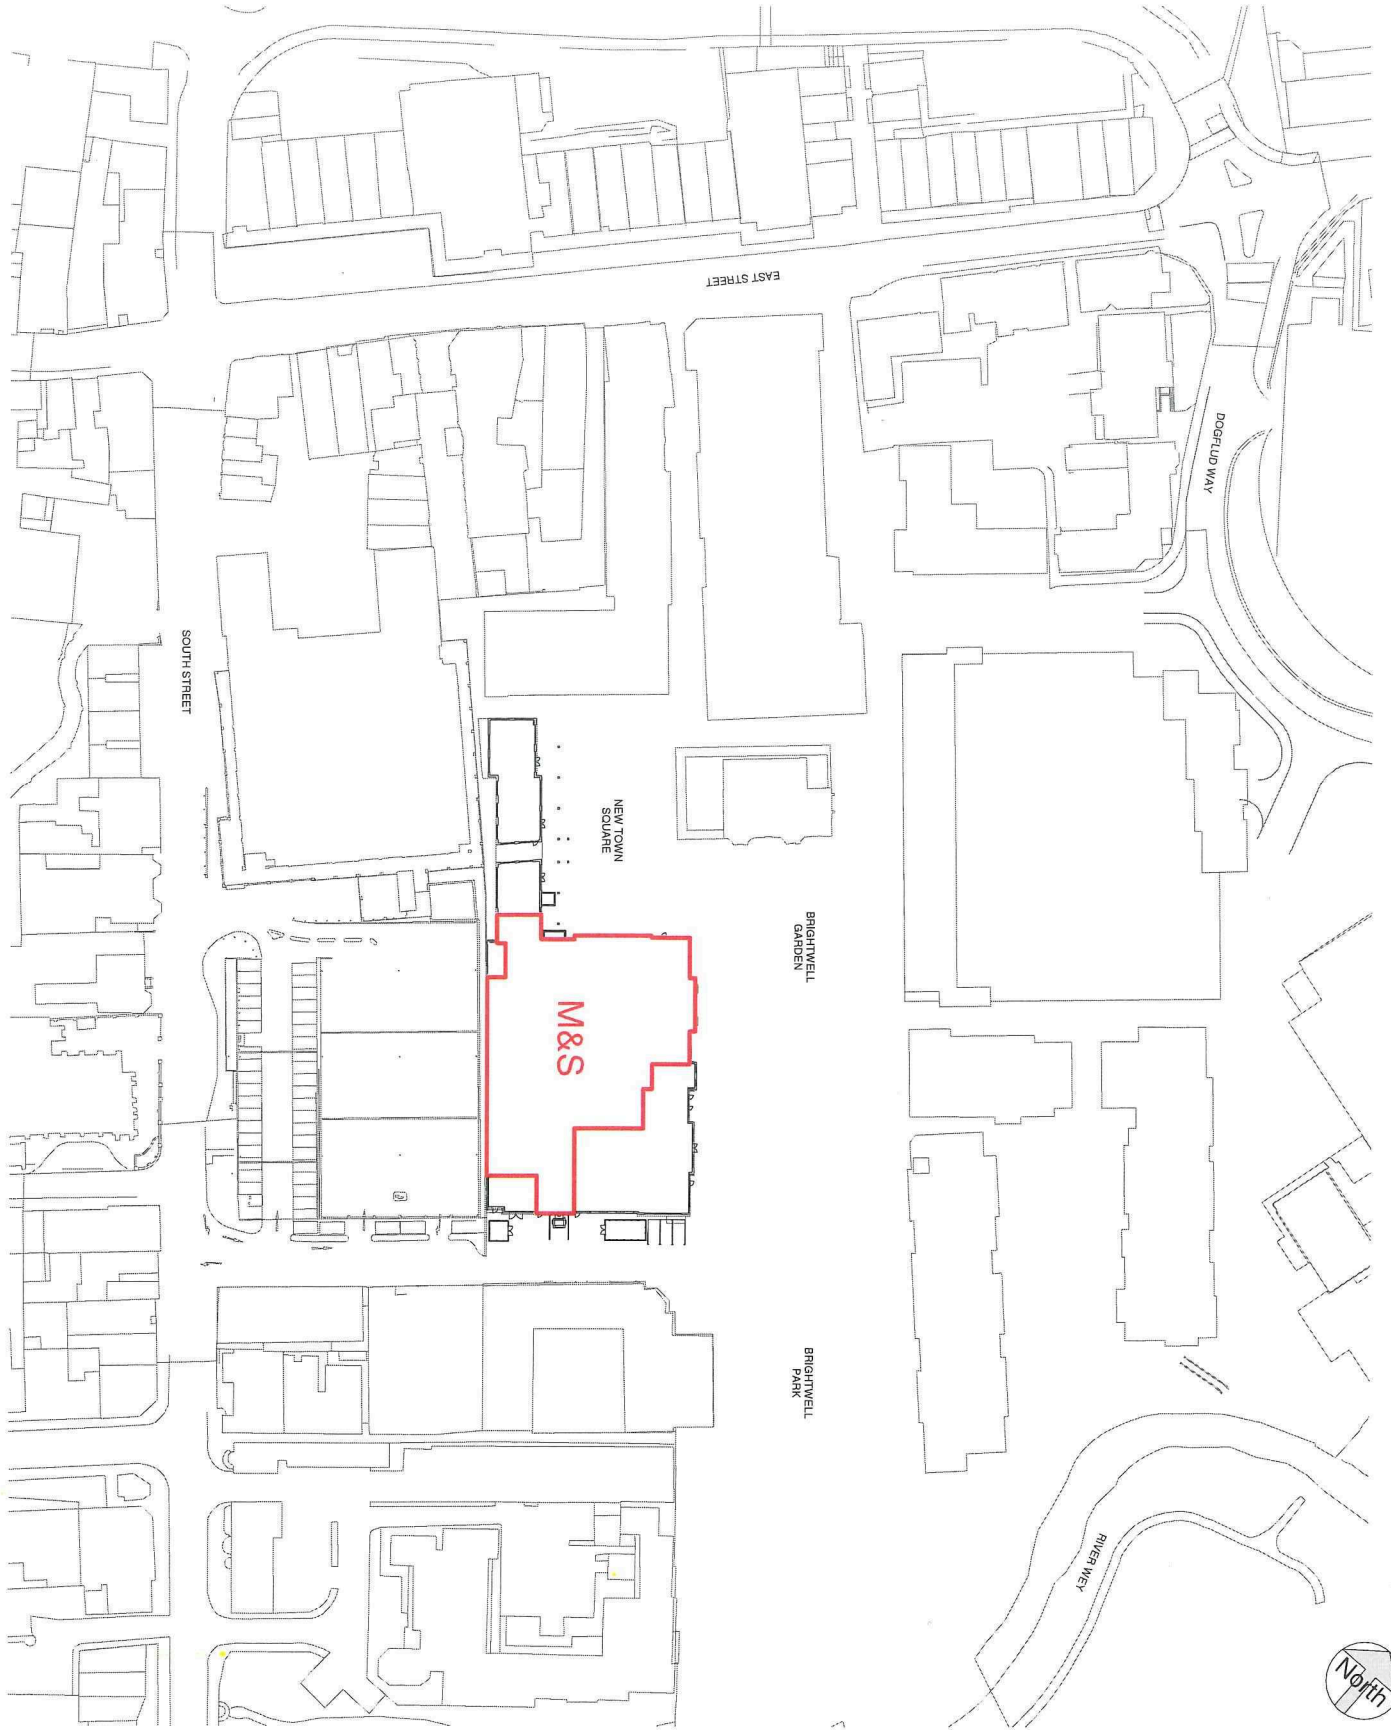 EAST STREET
DOGFLUD WAY
SOUTH STREET
NEW TOWN
SQUARE
BRIGHTWELL
GARDEN
M&S
BRIGHTWELL
PARK
RIVER WEY
North